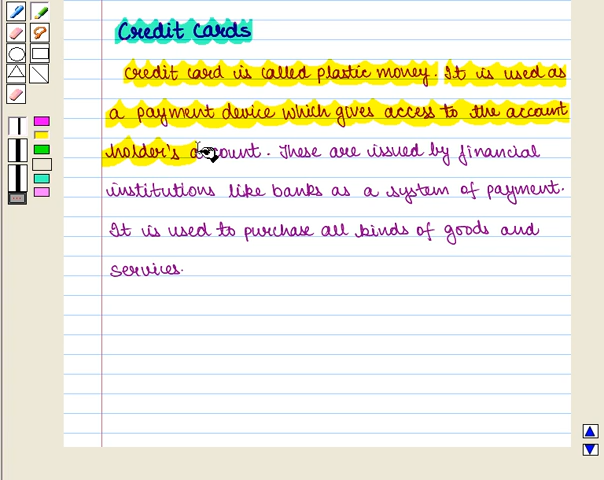 Credit Cards
Credit card is called plastic money. It is used as
a payment device which gives access to the account
holder's account. These are issued by financial
institutions like banks as a system of payment.
It is used to purchase all kinds of goods and
services.